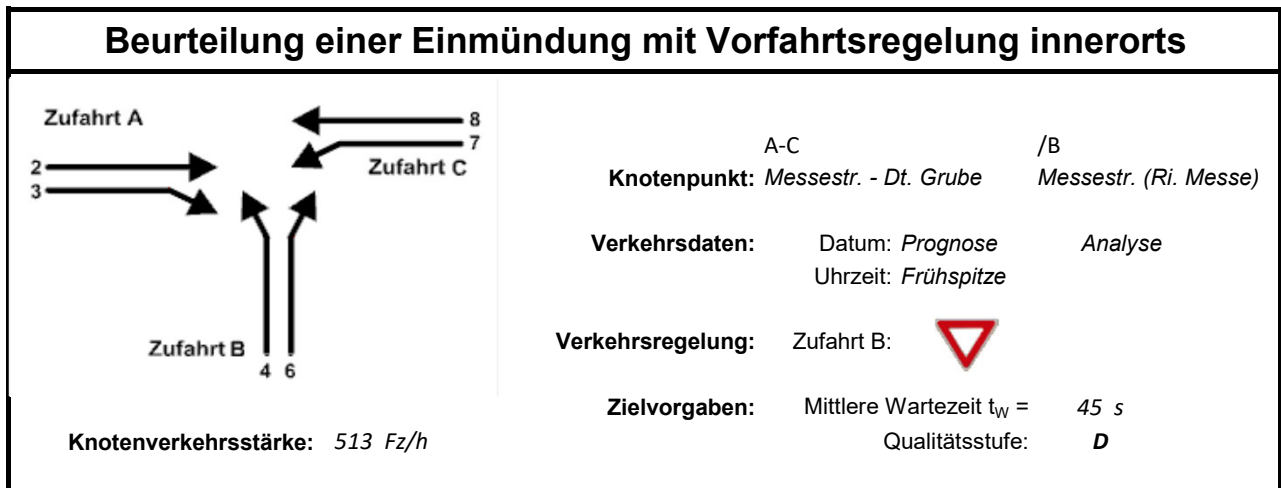 Beurteilung einer Einmündung mit Vorfahrtsregelung innerorts
Zufahrt A
8
7
Zufahrt C
2
3
Zufahrt B
4 6
Knotenverkehrsstärke: 513 Fz/h
A-C /B
Knotenpunkt: Messestr. - Dt. Grube Messestr. (Ri. Messe)
Verkehrsdaten: Datum: Prognose Analyse
Uhrzeit: Frühspitze
Verkehrsregelung: Zufahrt B:
Zielvorgaben: Mittlere Wartezeit tW = 45 s
Qualitätsstufe: D